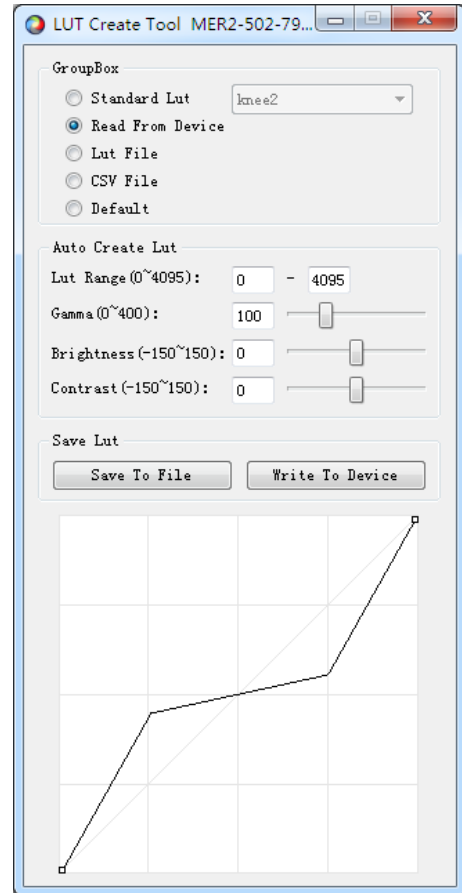 LUT Create Tool MER2-502-79...
GroupBox
Standard Lut knee2
Read From Device
Lut File
CSV File
Default
Auto Create Lut
Lut Range(0~4095): 0 - 4095
Gamma(0~400): 100
Brightness(-150~150): 0
Contrast(-150~150): 0
Save Lut
Save To File Write To Device